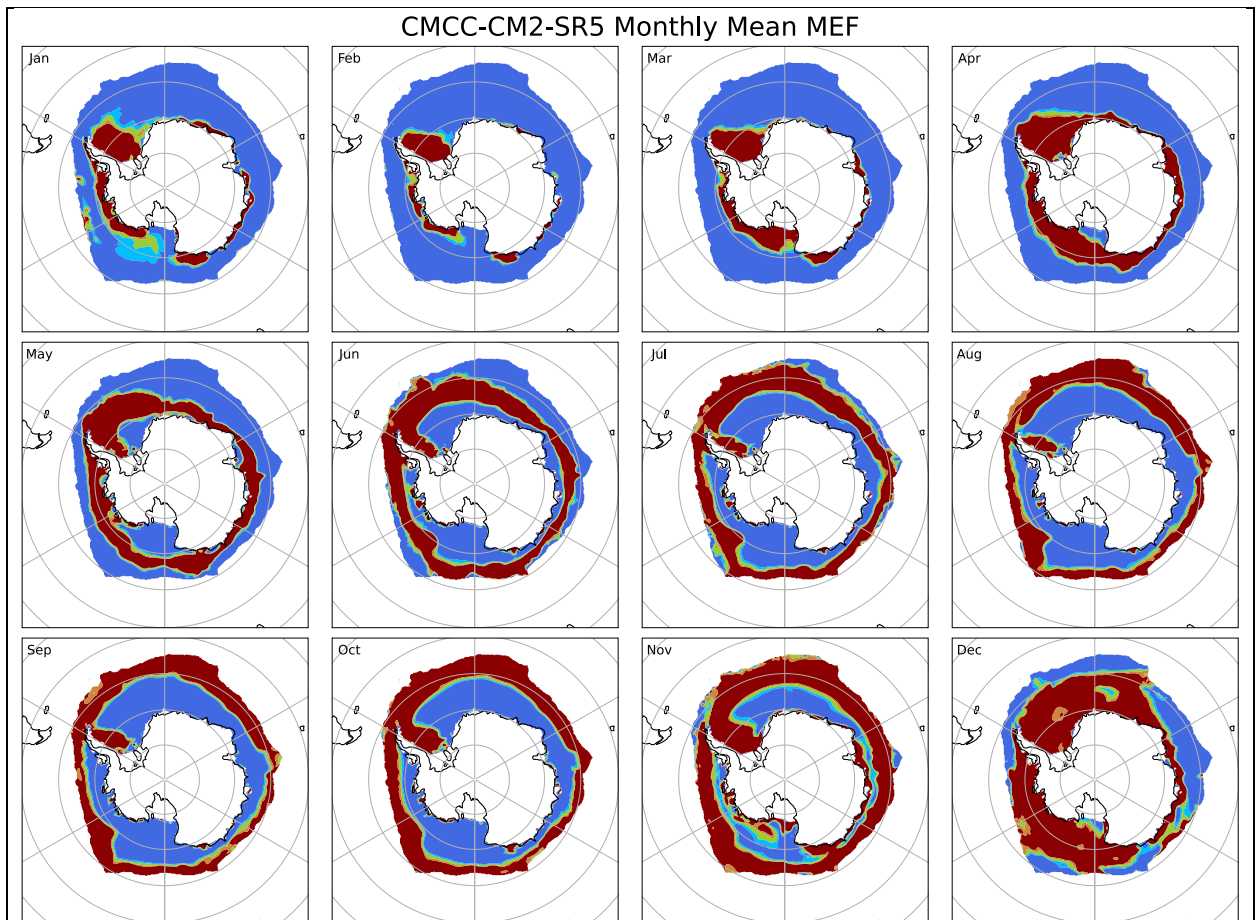 CMCC-CM2-SR5 Monthly Mean MEF
Jan
Feb
Mar
Apr
May
Jun
Jul
Aug
Sep
Oct
Nov
Dec